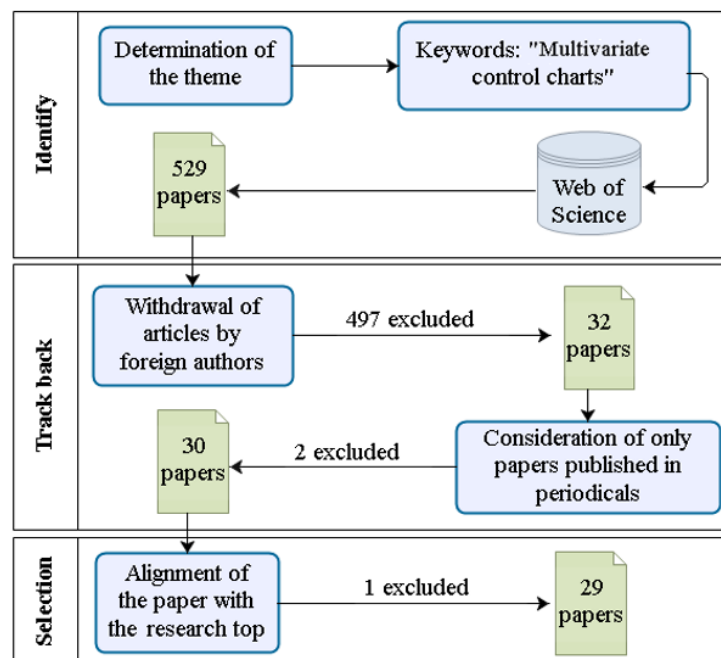 Identify
Determination of
the theme
Keywords: "Multivariate
control charts"
529
papers
Web of
Science
Track back
Withdrawal of
articles by
foreign authors
497 excluded
32
papers
30
papers
2 excluded
Consideration of only
papers published in
periodicals
Selection
Alignment of
the paper with
the research top
1 excluded
29
papers